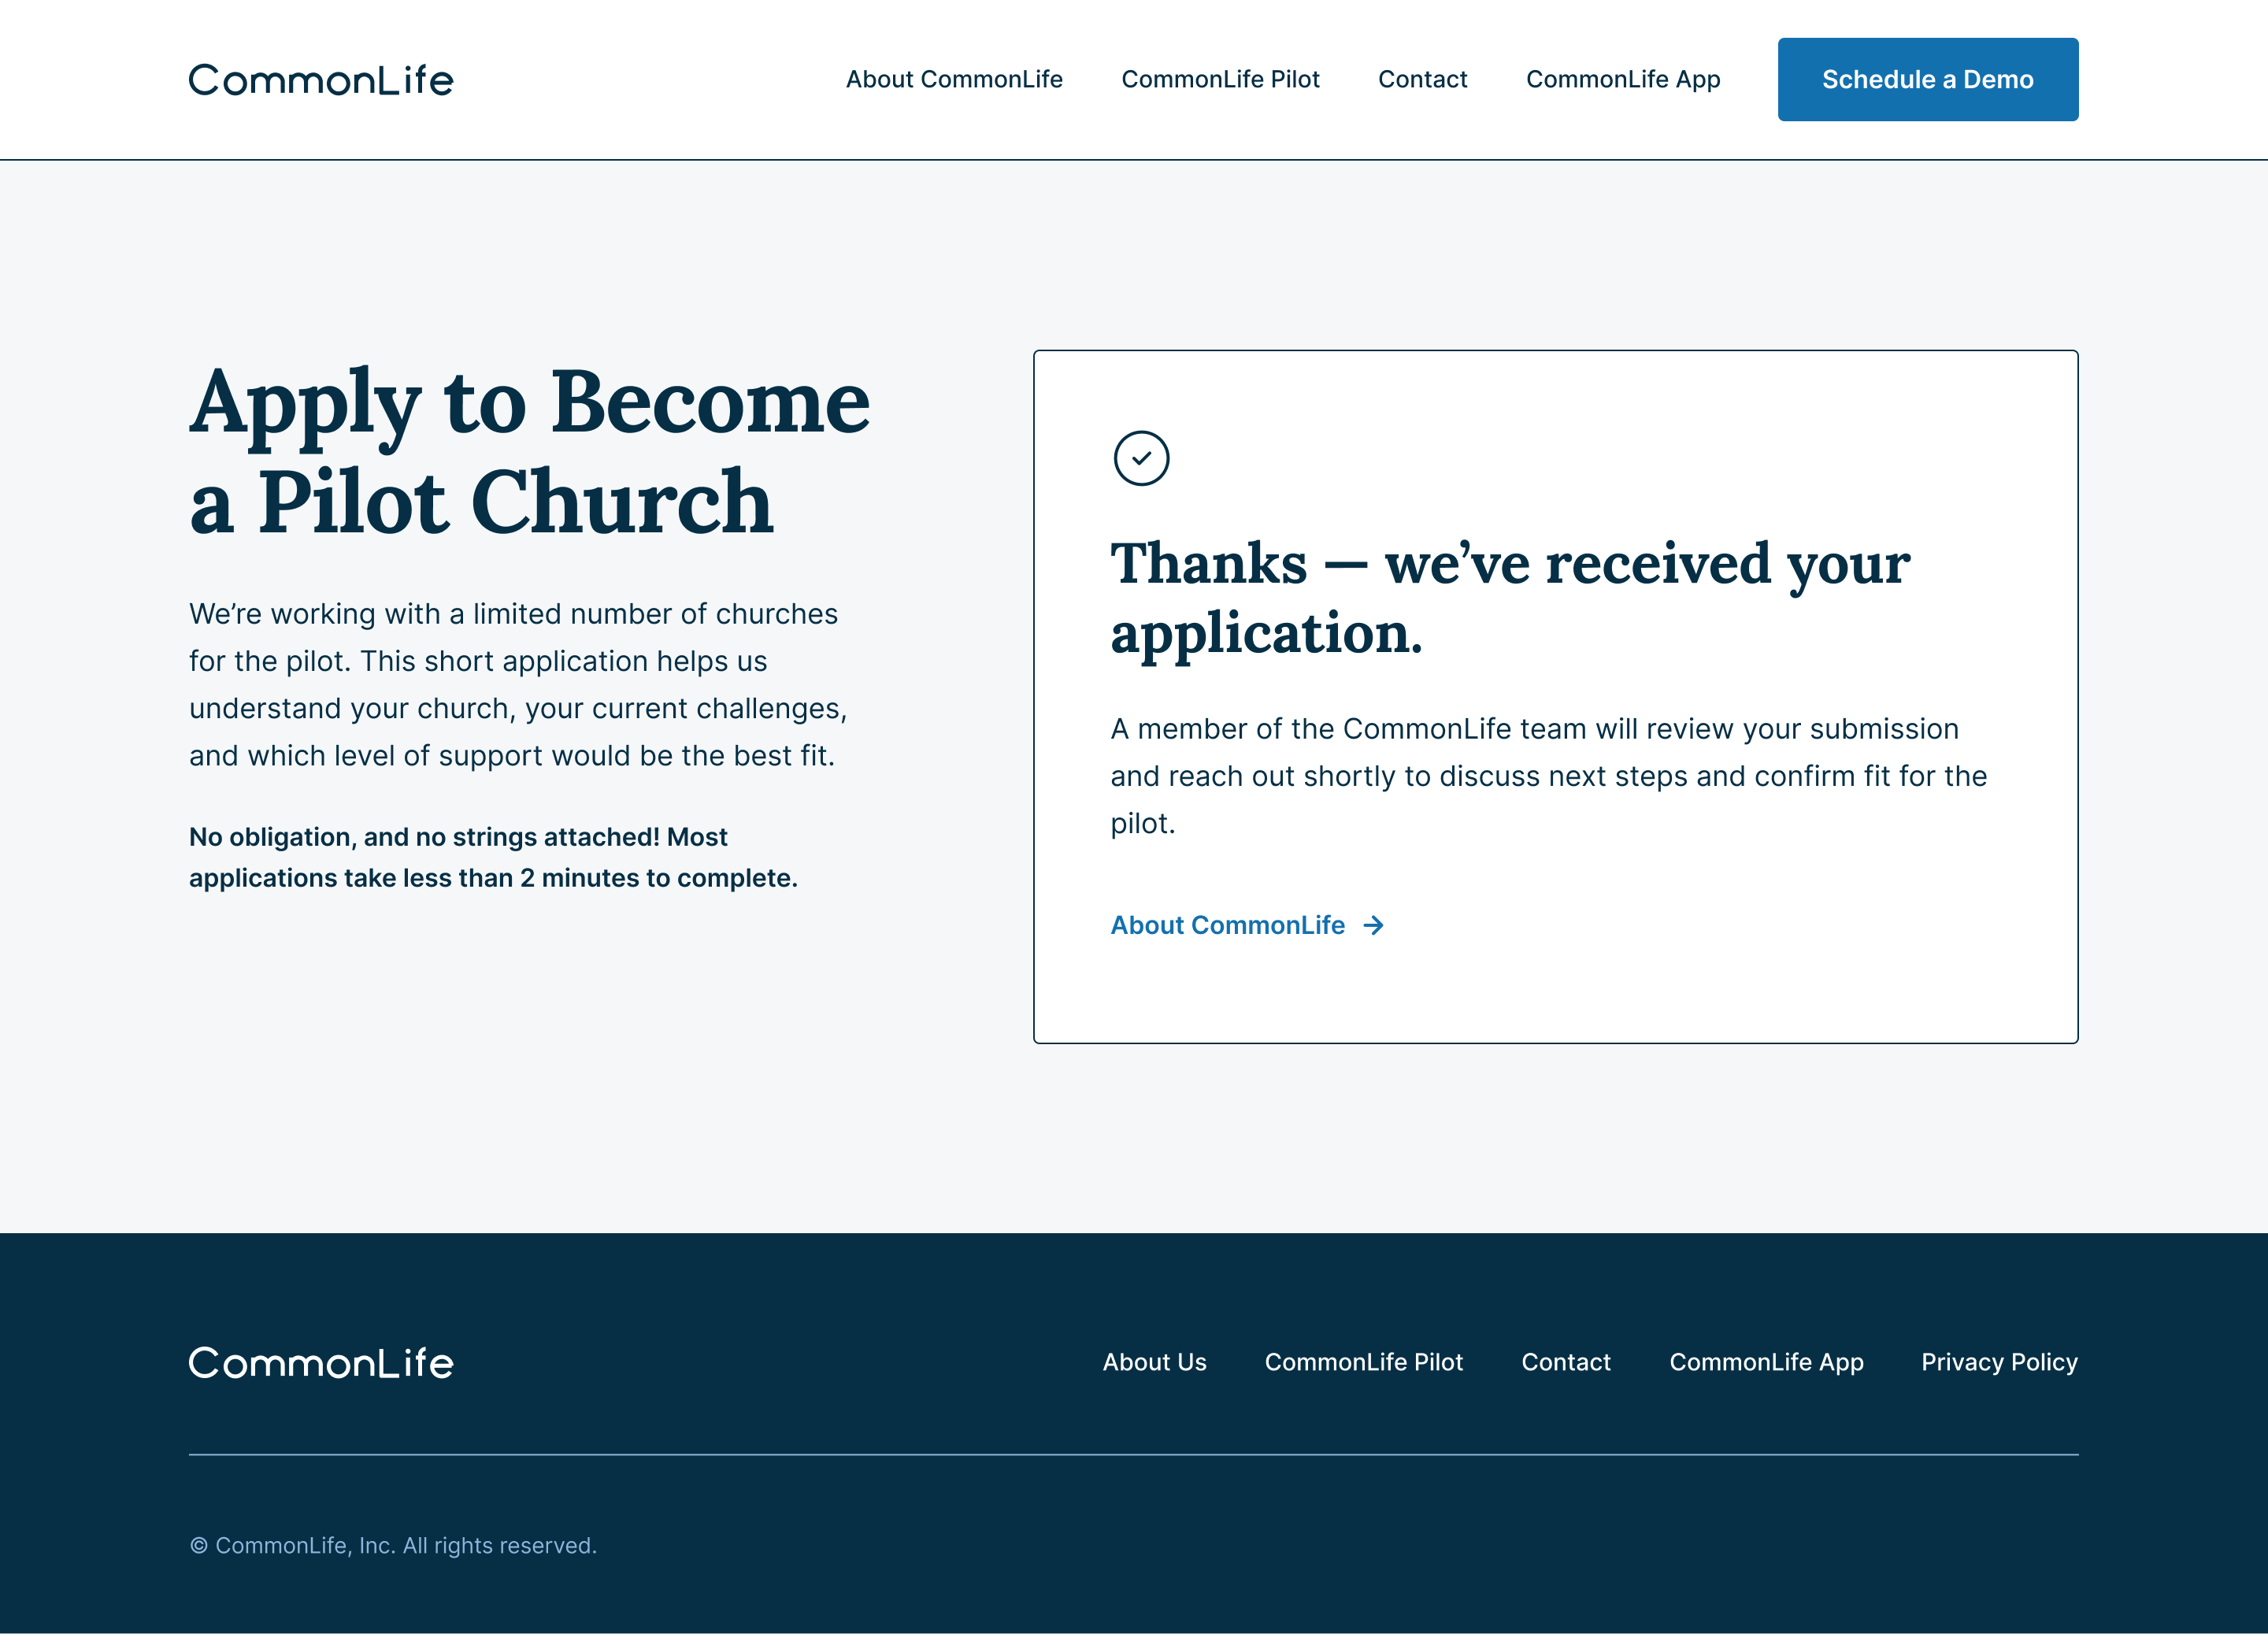 CommonLife
About CommonLife
CommonLife Pilot
Contact
CommonLife App
Schedule a Demo
Apply to Become
a Pilot Church
We’re working with a limited number of churches
for the pilot. This short application helps us
understand your church, your current challenges,
and which level of support would be the best fit.
No obligation, and no strings attached! Most
applications take less than 2 minutes to complete.
Thanks — we’ve received your
application.
A member of the CommonLife team will review your submission
and reach out shortly to discuss next steps and confirm fit for the
pilot.
About CommonLife →
CommonLife
About Us
CommonLife Pilot
Contact
CommonLife App
Privacy Policy
© CommonLife, Inc. All rights reserved.